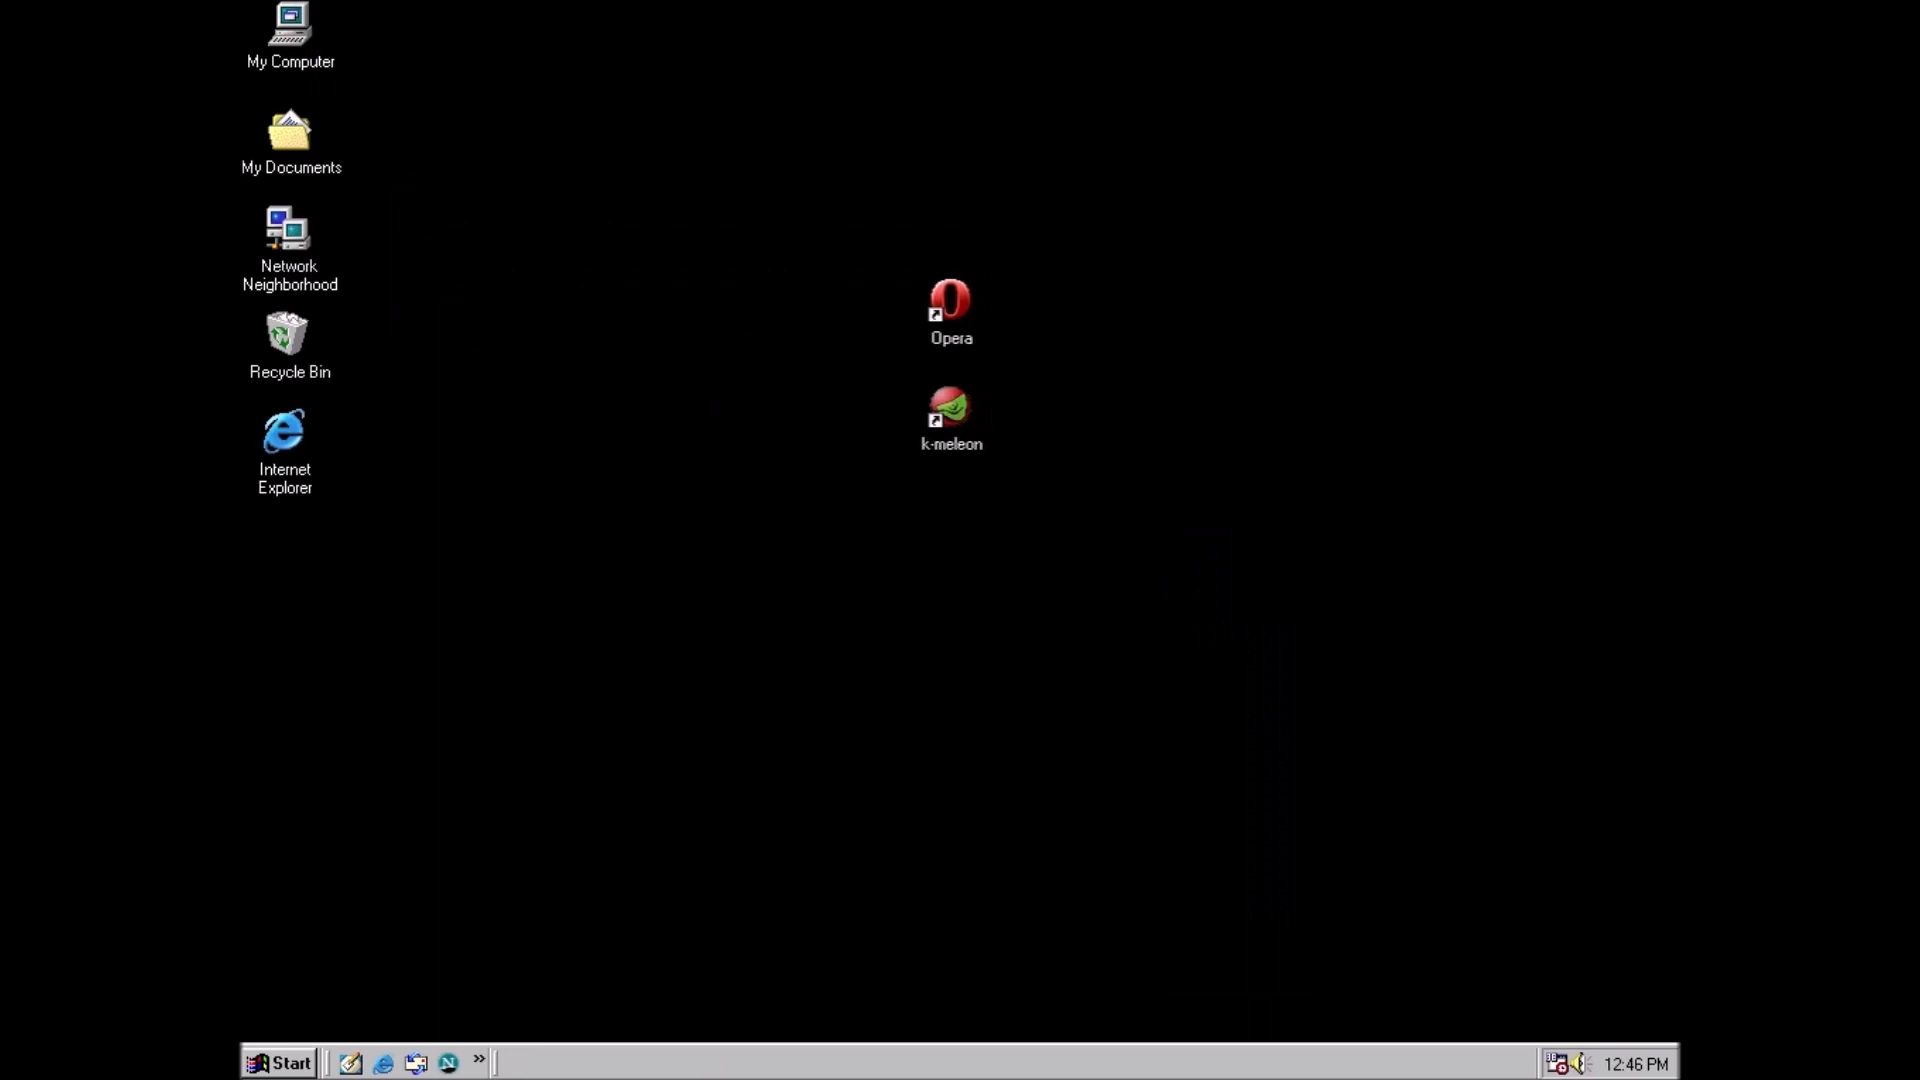 My Computer
My Documents
Network
Neighborhood
Recycle Bin
Internet
Explorer
Opera
k-meleon
Start
N
»
12:46 PM